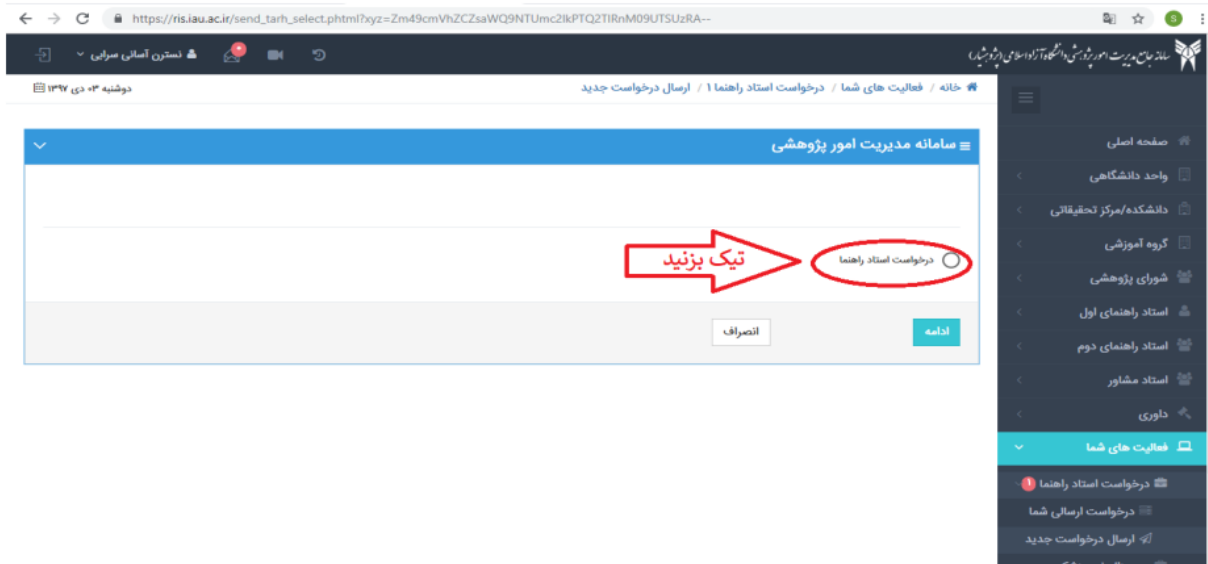 https://ris.iau.ac.ir/send_tarh_select.phtml?xyz=Zm49cmVhZCZsaWQ9NTUmc2lkPTQ2TlRnM09UTSUzRA--
S
سامانه جامع مدیریت امور پژوهشی دانشگاه آزاد اسلامی (پژوهشیار)
نسترن آسائی سرابی
خانه / فعالیت های شما / درخواست استاد راهنما ۱ / ارسال درخواست جدید
دوشنبه ۰۳ دی ۱۳۹۷
سامانه مدیریت امور پژوهشی
درخواست استاد راهنما
تیک بزنید
ادامه
انصراف
صفحه اصلی
واحد دانشگاهی
دانشکده/مرکز تحقیقاتی
گروه آموزشی
شورای پژوهشی
استاد راهنمای اول
استاد راهنمای دوم
استاد مشاور
داوری
فعالیت های شما
درخواست استاد راهنما ۱
درخواست ارسالی شما
ارسال درخواست جدید